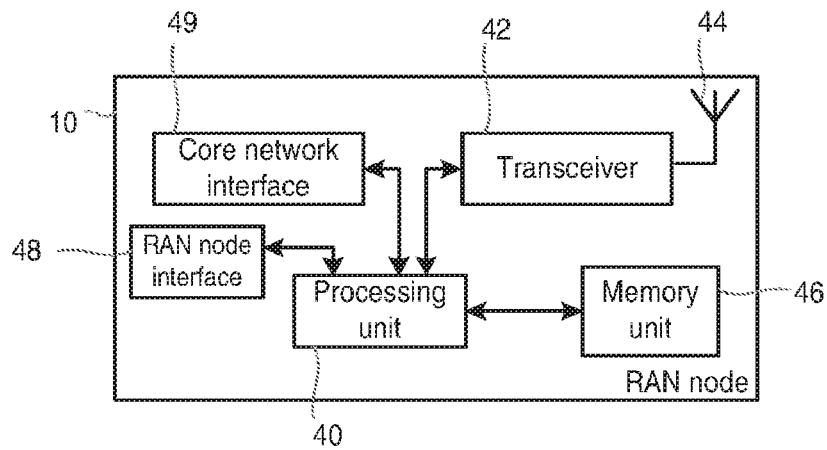 49
42
44
10
Core network
interface
Transceiver
48
RAN node
interface
Processing
unit
Memory
unit
46
RAN node
40